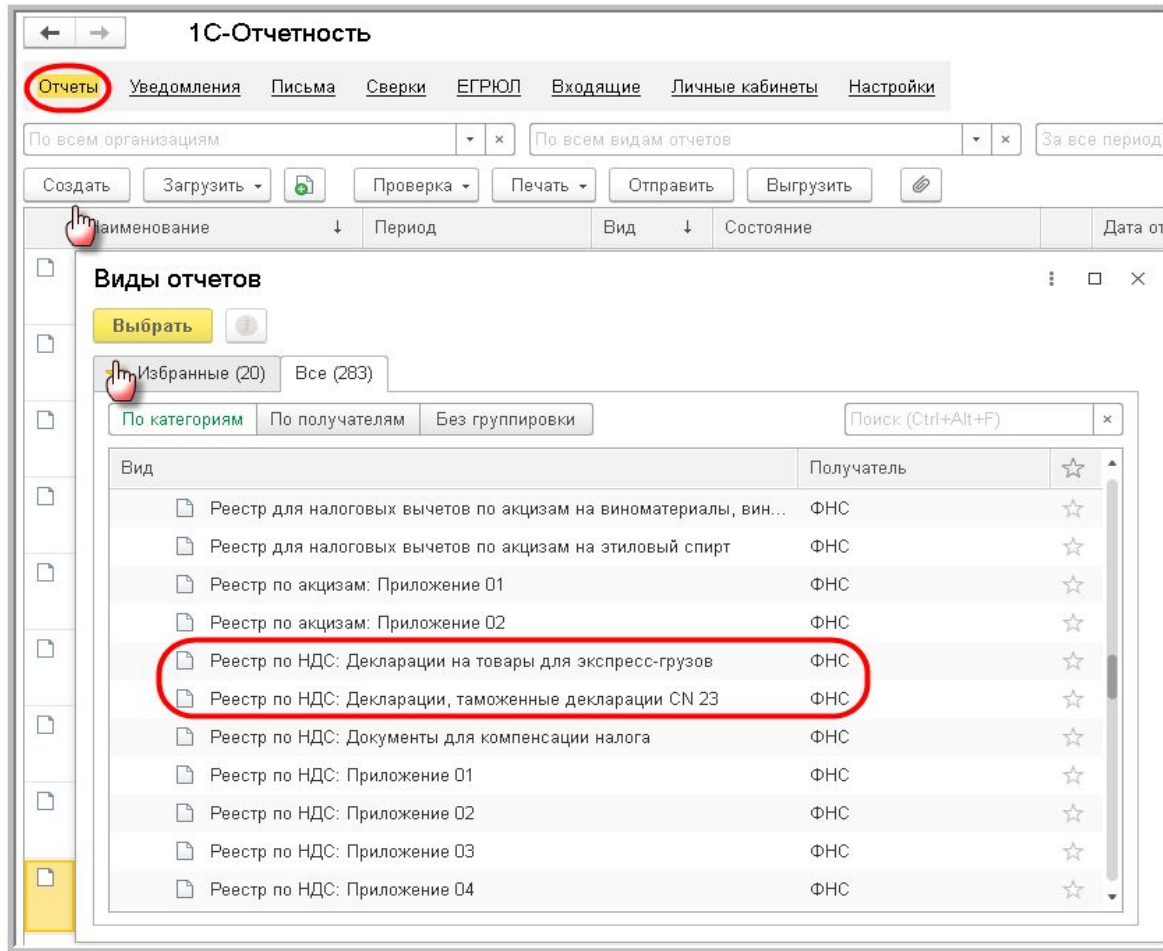 1С-Отчетность
Отчеты Уведомления Письма Сверки ЕГРЮЛ Входящие Личные кабинеты Настройки
По всем организациям По всем видам отчетов За все период
Создать Загрузить Проверка Печать Отправить Выгрузить
Наименование ↓ Период Вид ↓ Состояние Дата от
Виды отчетов
Выбрать
Избранные (20) Все (283)
По категориям По получателям Без группировки Поиск (Ctrl+Alt+F)
Вид Получатель
Реестр для налоговых вычетов по акцизам на виноматериалы, вин... ФНС
Реестр для налоговых вычетов по акцизам на этиловый спирт ФНС
Реестр по акцизам: Приложение 01 ФНС
Реестр по акцизам: Приложение 02 ФНС
Реестр по НДС: Декларации на товары для экспресс-грузов ФНС
Реестр по НДС: Декларации, таможенные декларации CN 23 ФНС
Реестр по НДС: Документы для компенсации налога ФНС
Реестр по НДС: Приложение 01 ФНС
Реестр по НДС: Приложение 02 ФНС
Реестр по НДС: Приложение 03 ФНС
Реестр по НДС: Приложение 04 ФНС